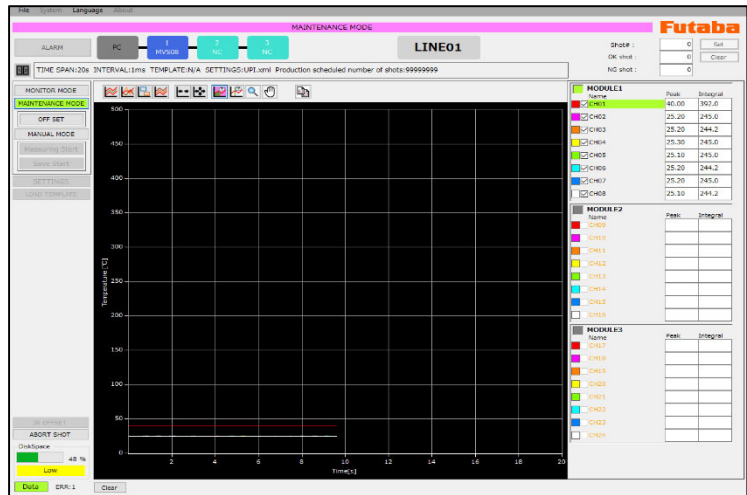 File System Language About
MAINTENANCE MODE
Futaba
ALARM
PC
1
MVS08
2
NC
3
NC
LINE01
Shot# : 0 Set
OK shot : 0 Clear
NG shot : 0
TIME SPAN:20s INTERVAL:1ms TEMPLATE:N/A SETTINGS:UPI.xml Production scheduled number of shots:99999999
MONITOR MODE
MAINTENANCE MODE
OFF SET
MANUAL MODE
Measuring Start
Save Start
SETTINGS
LOAD TEMPLATE
ABORT SHOT
DiskSpace
48 %
Low
Data ERR:1
Clear
Temperature[℃]
500
450
400
350
300
250
200
150
100
50
0
2 4 6 8 10 12 14 16 18 20
Time[s]
MODULE1
Name Peak Integral
CH01 40.00 392.0
CH02 25.20 245.0
CH03 25.20 244.2
CH04 25.30 245.0
CH05 25.10 245.0
CH06 25.20 244.2
CH07 25.20 245.0
CH08 25.10 244.2
MODULE2
Name Peak Integral
CH09
CH10
CH11
CH12
CH13
CH14
CH15
CH16
MODULE3
Name Peak Integral
CH17
CH18
CH19
CH20
CH21
CH22
CH23
CH24